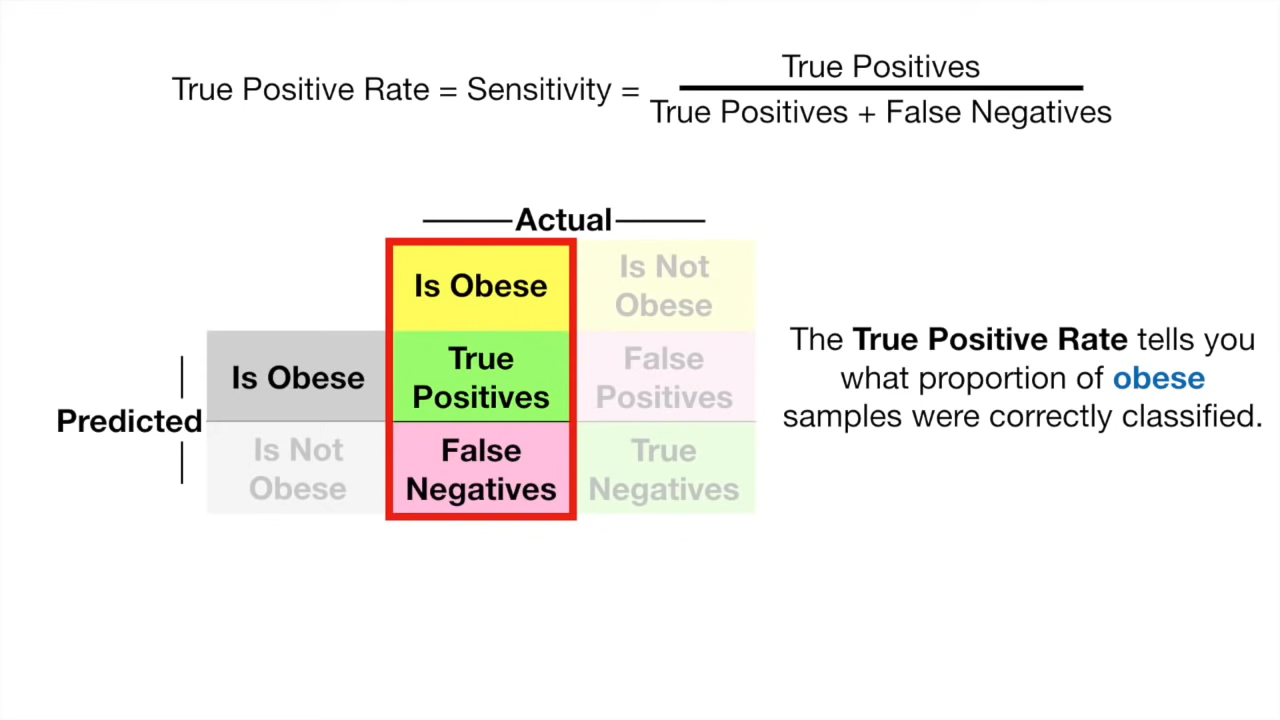 True Positives
True Positive Rate = Sensitivity =
True Positives + False Negatives
Actual
Is Obese
Is Not
Obese
Predicted
Is Obese
True
Positives
False
Positives
Is Not
Obese
False
Negatives
True
Negatives
The True Positive Rate tells you
what proportion of obese
samples were correctly classified.